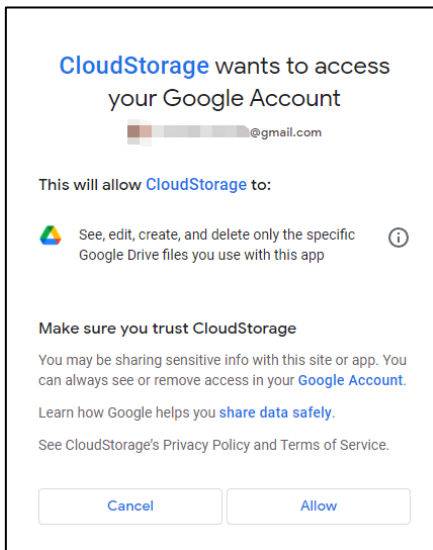 CloudStorage wants to access
your Google Account
@gmail.com
This will allow CloudStorage to:
See, edit, create, and delete only the specific
Google Drive files you use with this app
Make sure you trust CloudStorage
You may be sharing sensitive info with this site or app. You
can always see or remove access in your Google Account.
Learn how Google helps you share data safely.
See CloudStorage's Privacy Policy and Terms of Service.
Cancel
Allow